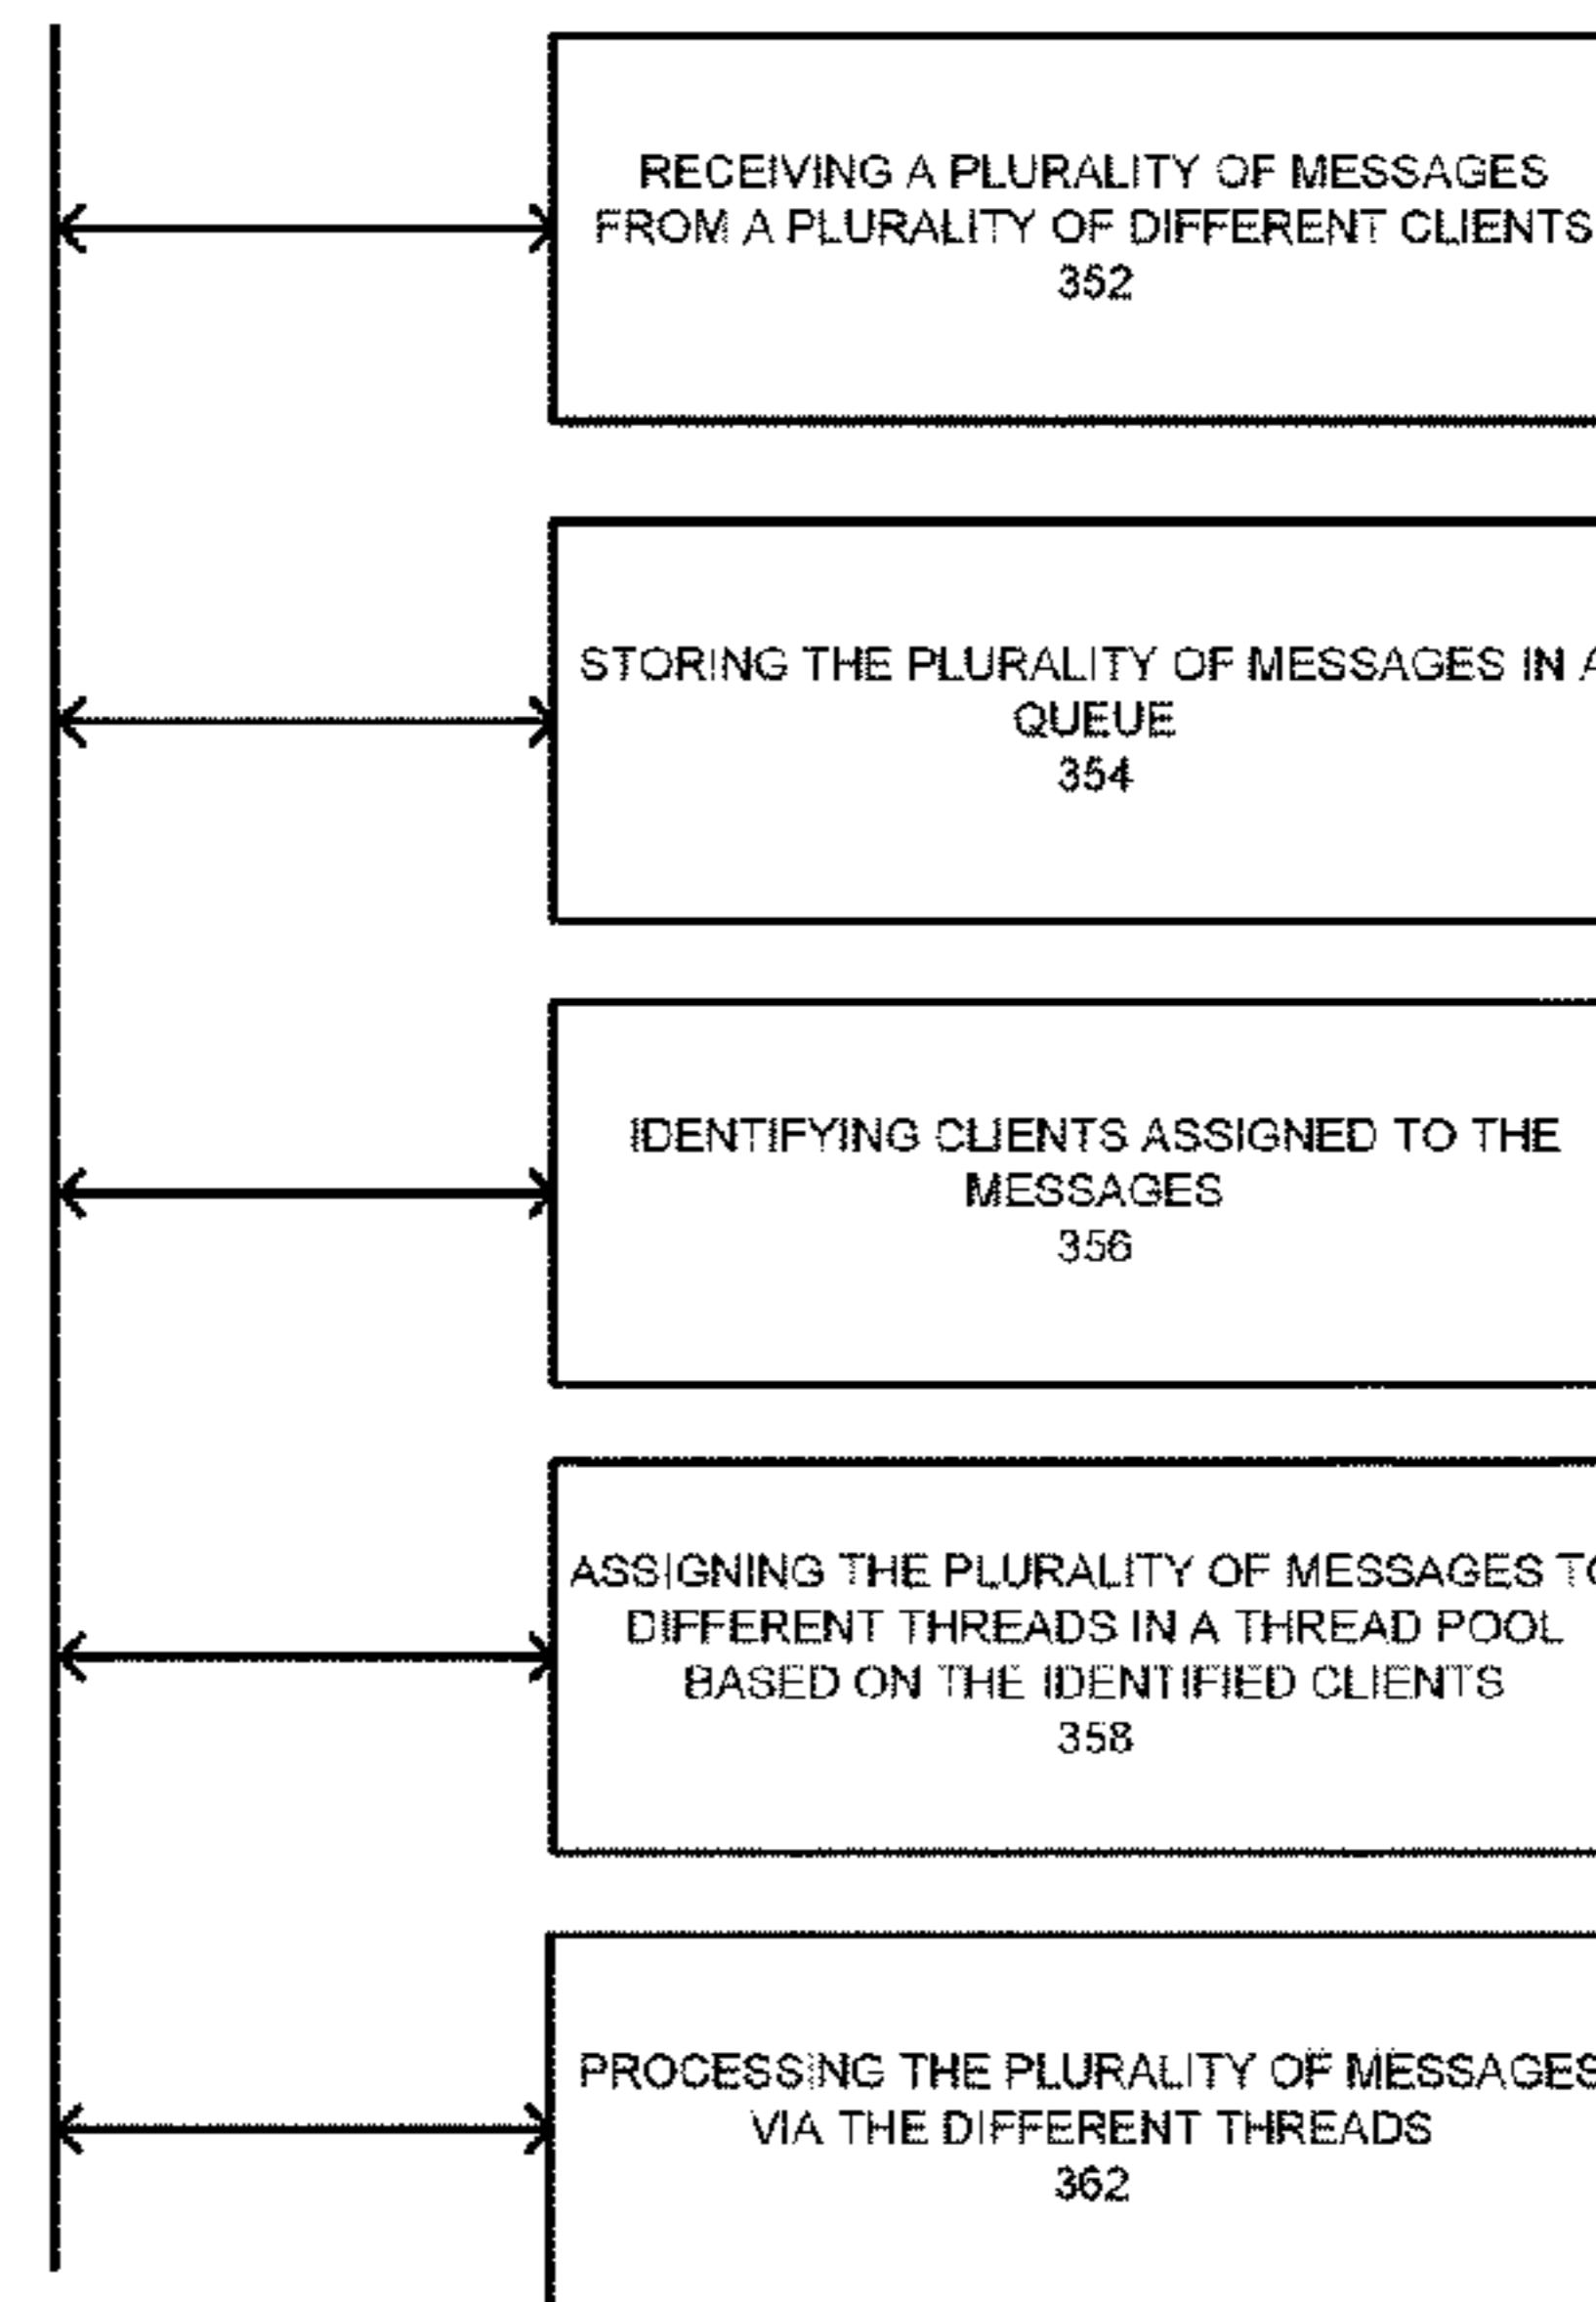 RECEIVING A PLURALITY OF MESSAGES
FROM A PLURALITY OF DIFFERENT CLIENTS
352
STORING THE PLURALITY OF MESSAGES IN A
QUEUE
354
IDENTIFYING CLIENTS ASSIGNED TO THE
MESSAGES
356
ASSIGNING THE PLURALITY OF MESSAGES TO
DIFFERENT THREADS IN A THREAD POOL
BASED ON THE IDENTIFIED CLIENTS
358
PROCESSING THE PLURALITY OF MESSAGES
VIA THE DIFFERENT THREADS
362